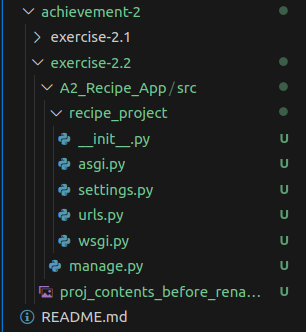 achievement-2
exercise-2.1
exercise-2.2
A2_Recipe_App / src
recipe_project
__init__.py U
asgi.py U
settings.py U
urls.py U
wsgi.py U
manage.py U
proj_contents_before_rena... U
README.md